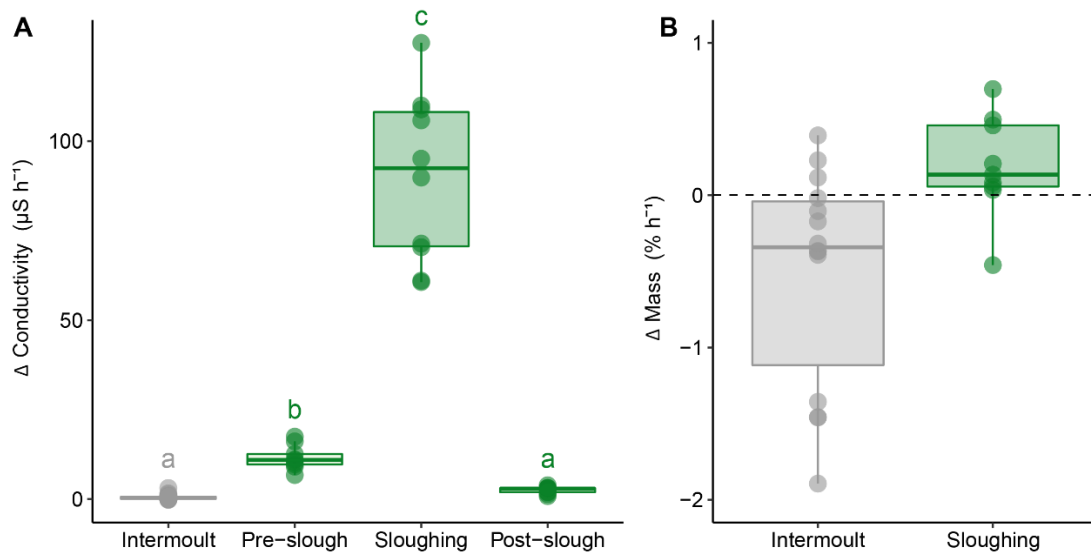 A
Δ Conductivity (µS h⁻¹)
100
50
0
a
b
c
a
Intermoult
Pre−slough
Sloughing
Post−slough
B
Δ Mass (% h⁻¹)
1
0
−1
−2
Intermoult
Sloughing